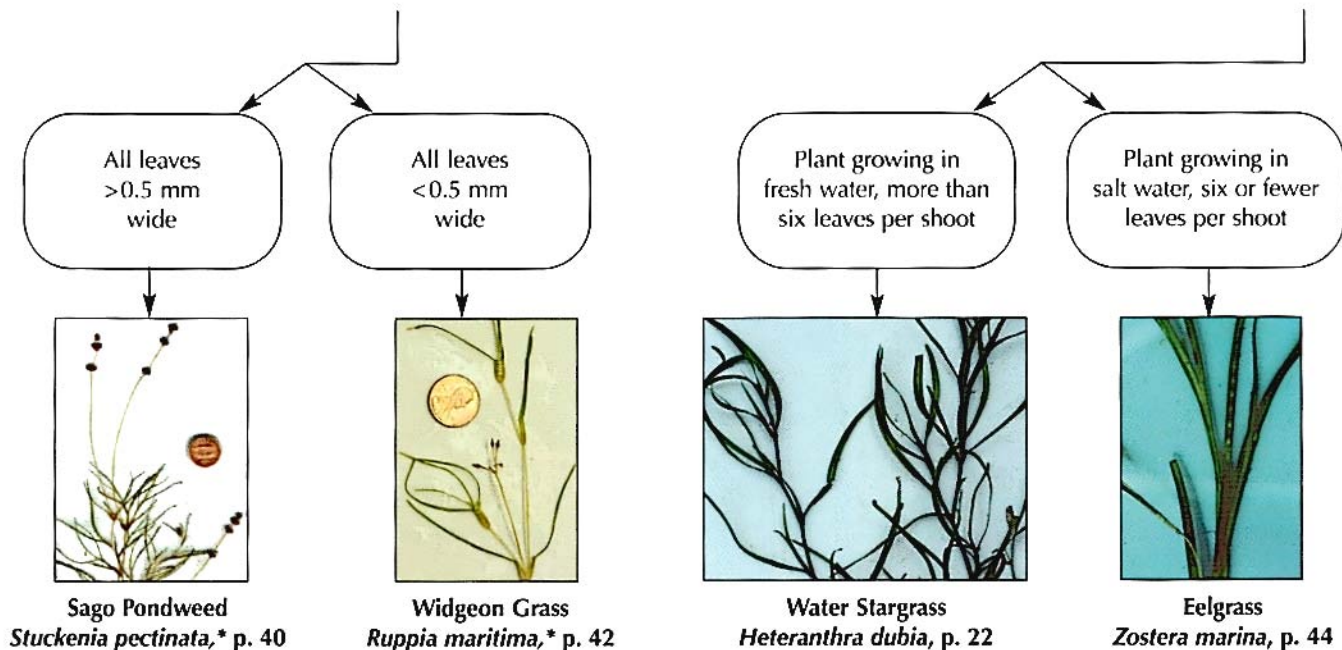 All leaves
>0.5 mm
wide
All leaves
<0.5 mm
wide
Plant growing in
fresh water, more than
six leaves per shoot
Plant growing in
salt water, six or fewer
leaves per shoot
Sago Pondweed
Stuckenia pectinata,* p. 40
Widgeon Grass
Ruppia maritima,* p. 42
Water Stargrass
Heteranthra dubia, p. 22
Eelgrass
Zostera marina, p. 44